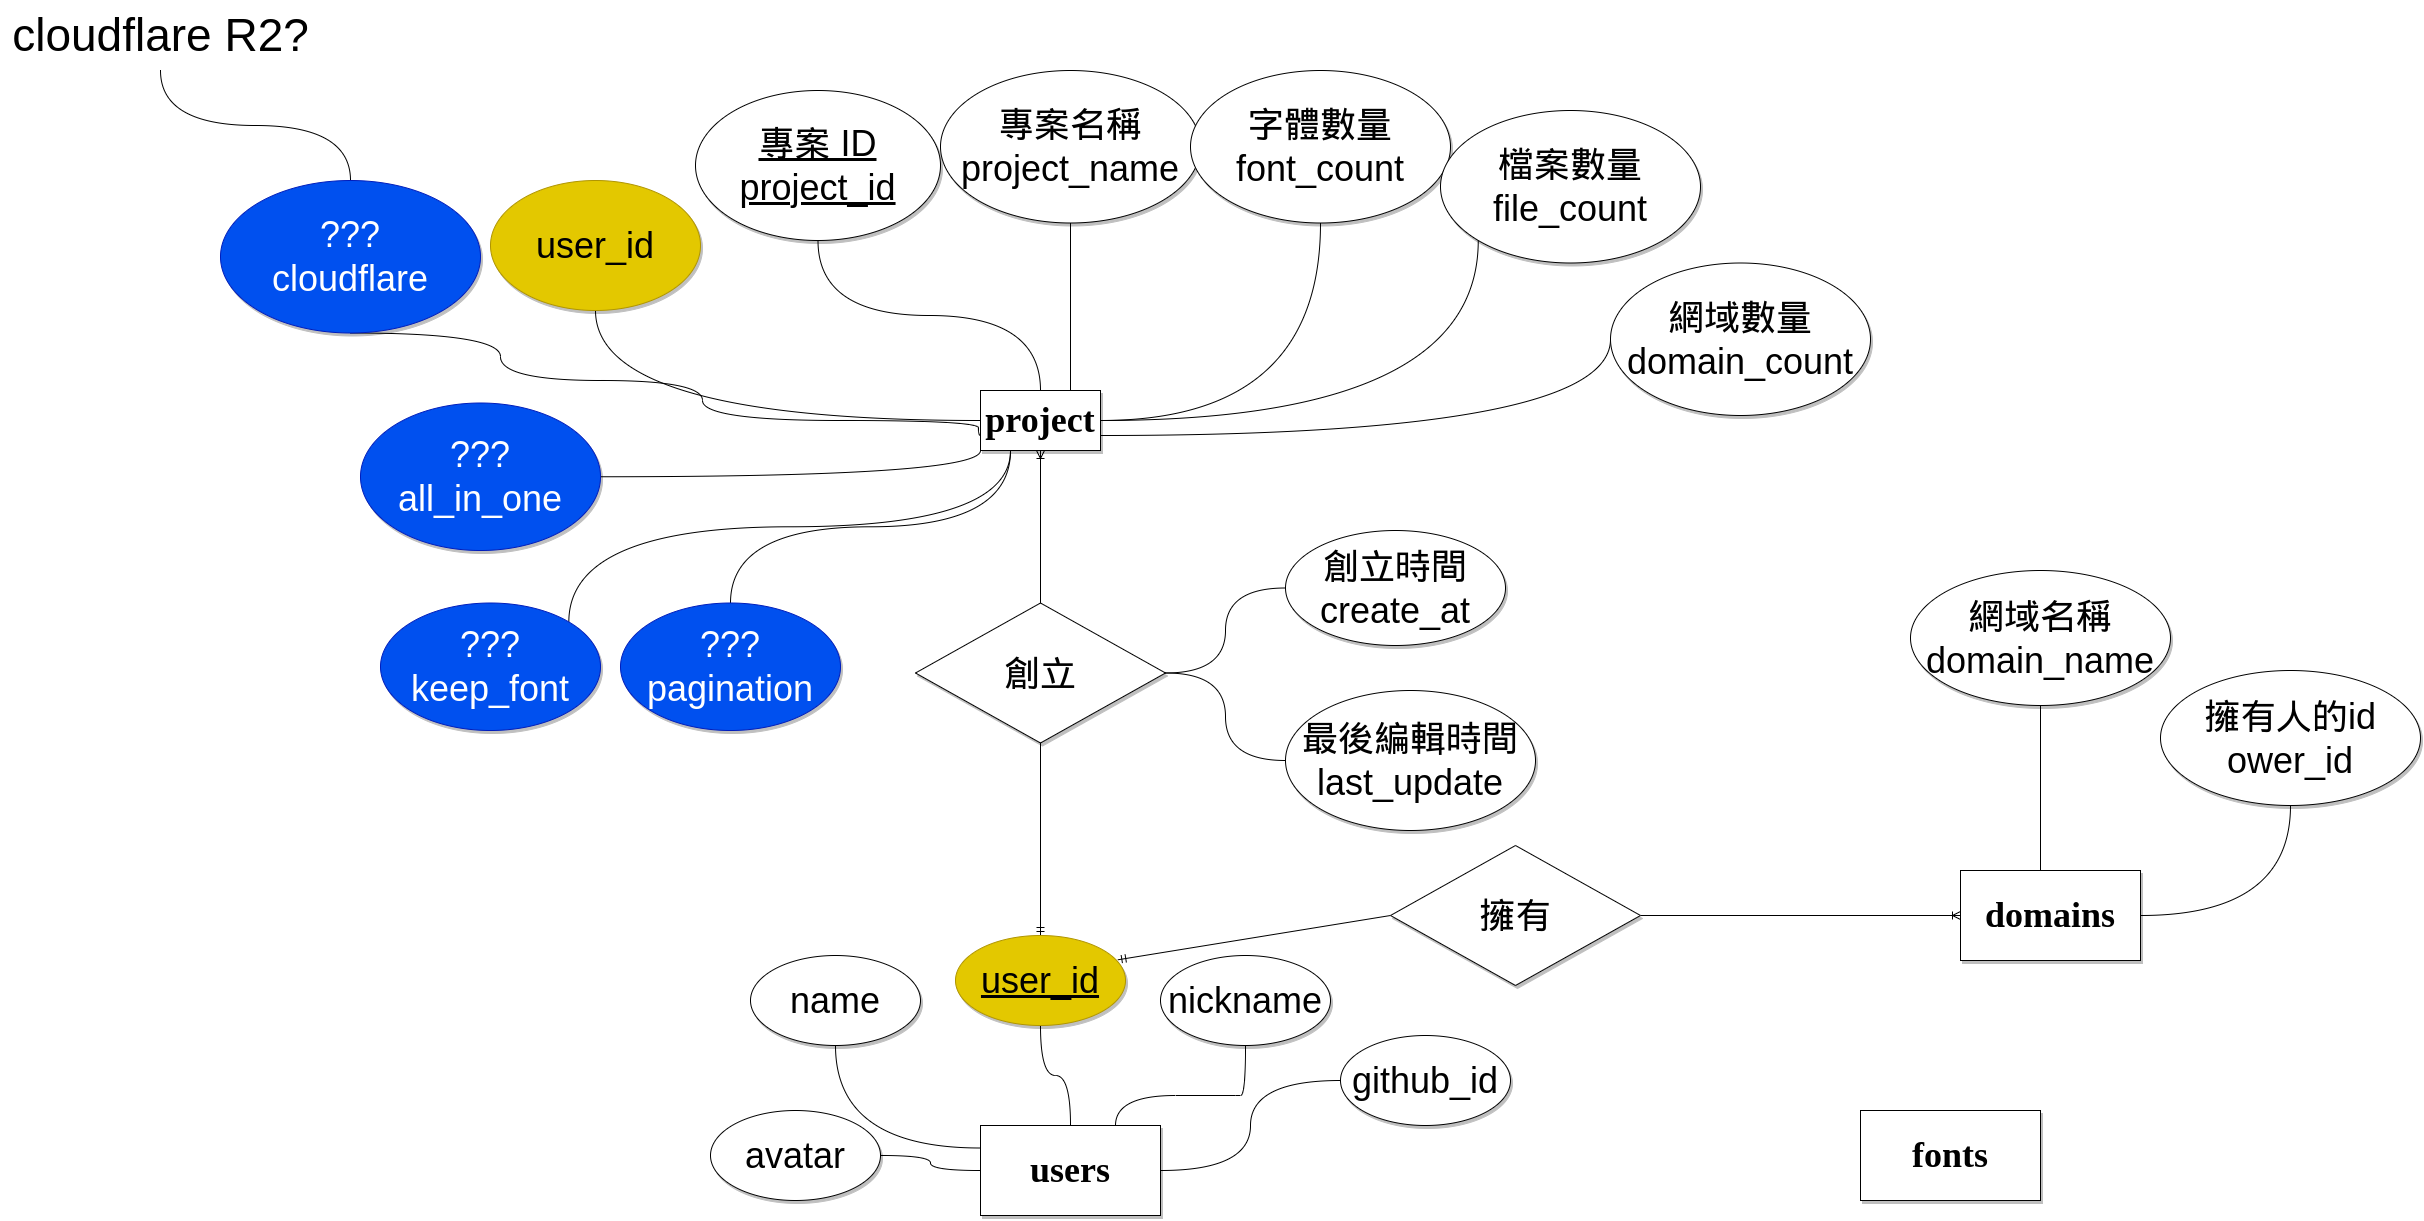 cloudflare R2?
專案 ID
project_id
專案名稱
project_name
字體數量
font_count
檔案數量
file_count
???
cloudflare
user_id
網域數量
domain_count
project
???
all_in_one
創立時間
create_at
???
keep_font
???
pagination
創立
網域名稱
domain_name
最後編輯時間
last_update
擁有人的id
ower_id
擁有
domains
name
user_id
nickname
github_id
avatar
users
fonts